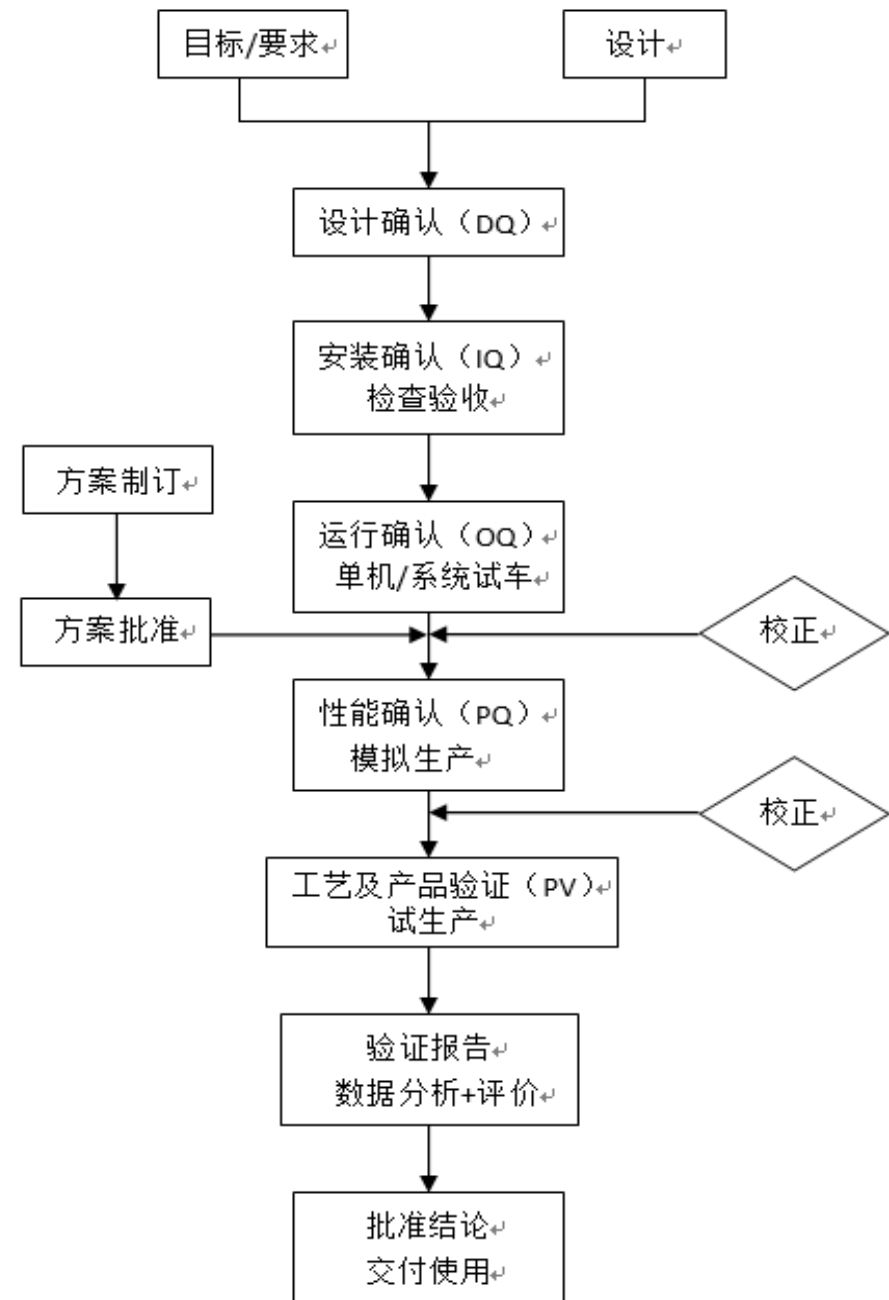 目标/要求
设计
设计确认（DQ）
安装确认（IQ）
检查验收
方案制订
运行确认（OQ）
单机/系统试车
方案批准
校正
性能确认（PQ）
模拟生产
校正
工艺及产品验证（PV）
试生产
验证报告
数据分析+评价
批准结论
交付使用